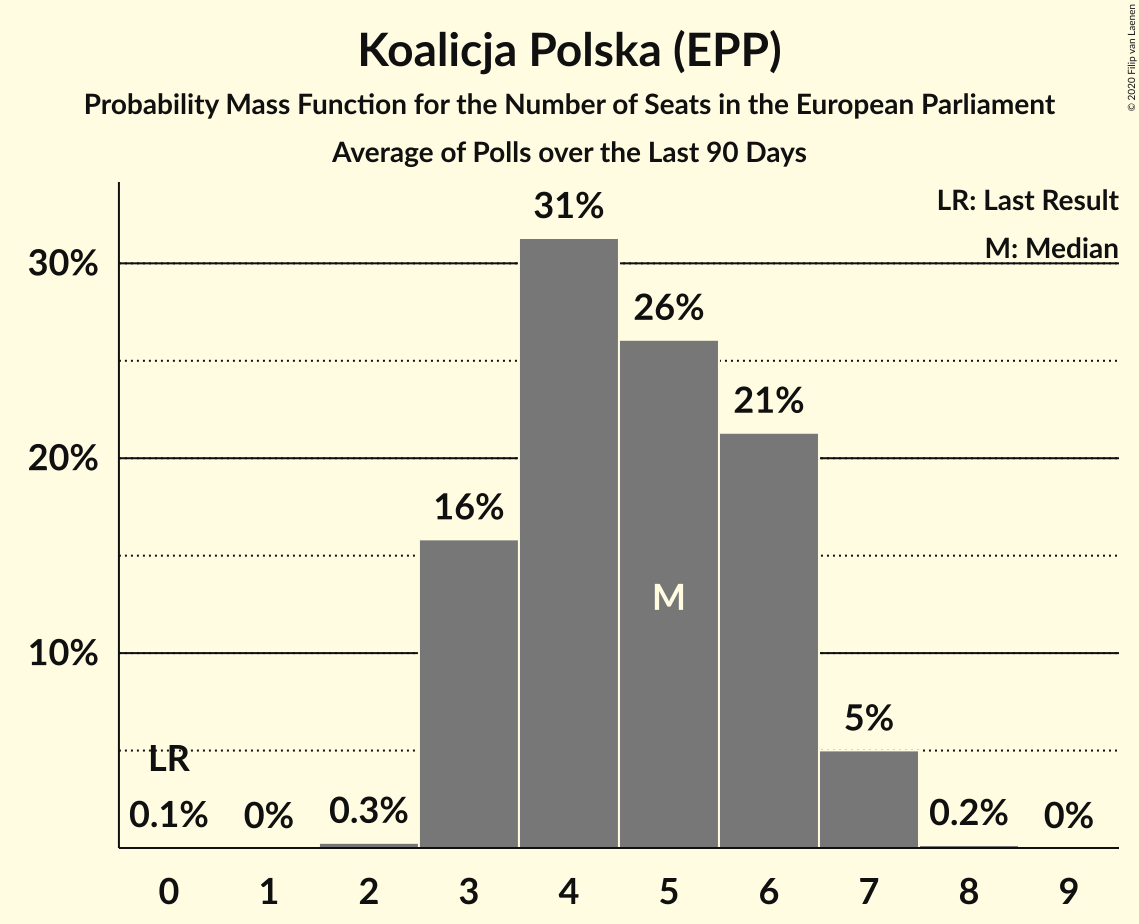 Koalicja Polska (EPP)
Probability Mass Function for the Number of Seats in the European Parliament
Average of Polls over the Last 90 Days
© 2020 Filip van Laenen
LR: Last Result
M: Median
31%
30%
26%
21%
20%
16%
M
10%
5%
LR
0.1% 0% 0.3% 0.2% 0%
0 1 2 3 4 5 6 7 8 9